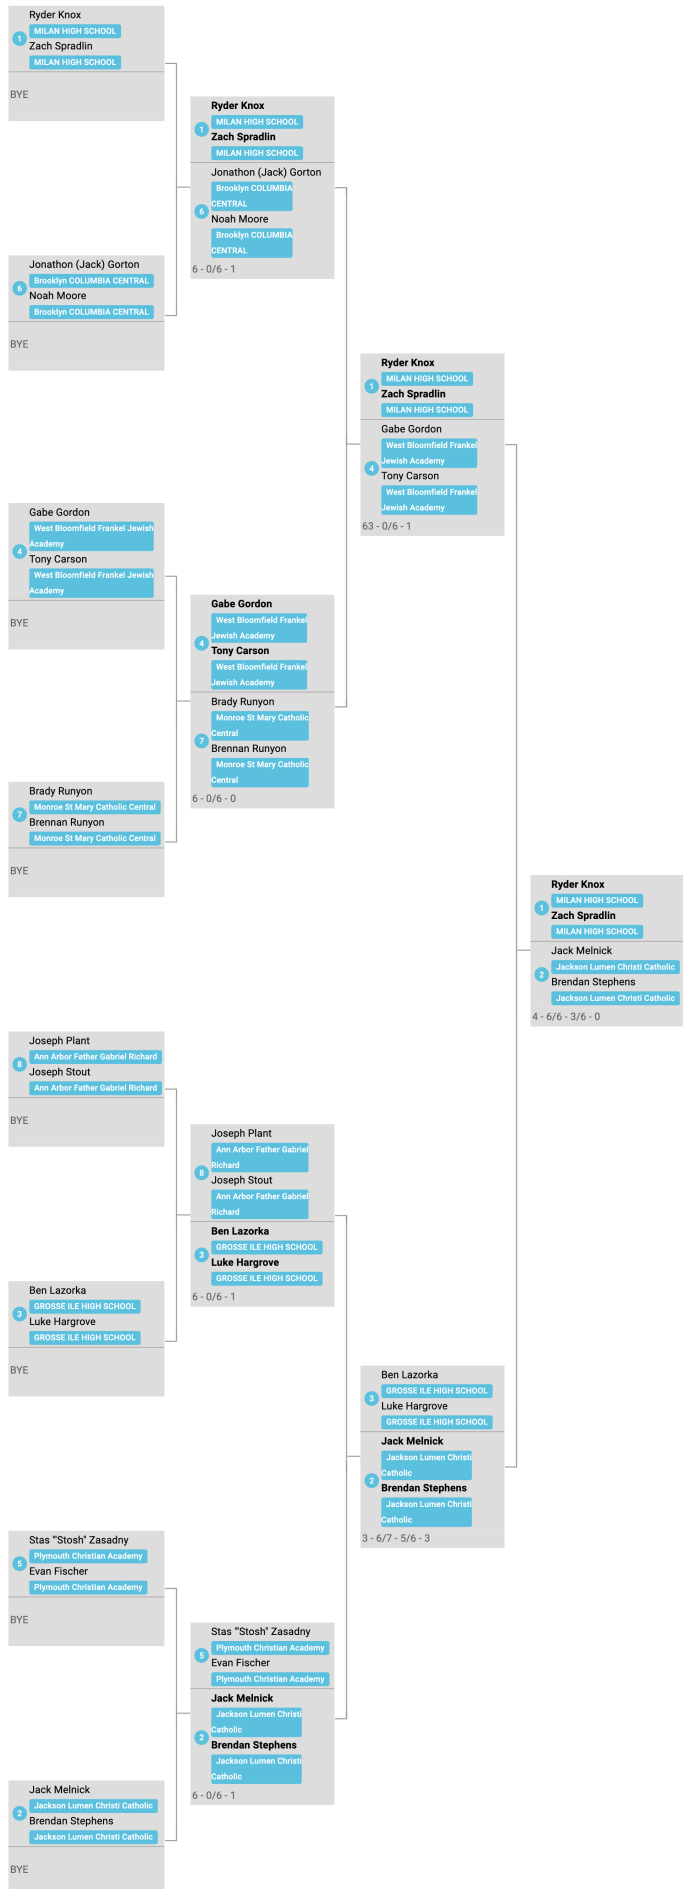 Ryder Knox
1
MILAN HIGH SCHOOL
Zach Spradlin
MILAN HIGH SCHOOL
BYE
Jonathon (Jack) Gorton
6
Brooklyn COLUMBIA CENTRAL
Noah Moore
Brooklyn COLUMBIA CENTRAL
BYE
Gabe Gordon
West Bloomfield Frankel Jewish
Academy
4
Tony Carson
West Bloomfield Frankel Jewish
Academy
BYE
Brady Runyon
7
Monroe St Mary Catholic Central
Brennan Runyon
Monroe St Mary Catholic Central
BYE
Joseph Plant
8
Ann Arbor Father Gabriel Richard
Joseph Stout
Ann Arbor Father Gabriel Richard
BYE
Ben Lazorka
3
GROSSE ILE HIGH SCHOOL
Luke Hargrove
GROSSE ILE HIGH SCHOOL
BYE
Stas "'Stosh" Zasadny
5
Plymouth Christian Academy
Evan Fischer
Plymouth Christian Academy
BYE
Jack Melnick
2
Jackson Lumen Christi Catholic
Brendan Stephens
Jackson Lumen Christi Catholic
BYE
Ryder Knox
1
MILAN HIGH SCHOOL
Zach Spradlin
MILAN HIGH SCHOOL
Jonathon (Jack) Gorton
Brooklyn COLUMBIA
CENTRAL
6
Noah Moore
Brooklyn COLUMBIA
CENTRAL
6 - 0/6 - 1
Gabe Gordon
West Bloomfield Frankel
Jewish Academy
4
Tony Carson
West Bloomfield Frankel
Jewish Academy
Brady Runyon
Monroe St Mary Catholic
Central
7
Brennan Runyon
Monroe St Mary Catholic
Central
6 - 0/6 - 0
Joseph Plant
Ann Arbor Father Gabriel
Richard
8
Joseph Stout
Ann Arbor Father Gabriel
Richard
Ben Lazorka
3
GROSSE ILE HIGH SCHOOL
Luke Hargrove
GROSSE ILE HIGH SCHOOL
6 - 0/6 - 1
Stas "'Stosh" Zasadny
5
Plymouth Christian Academy
Evan Fischer
Plymouth Christian Academy
Jack Melnick
Jackson Lumen Christi
Catholic
2
Brendan Stephens
Jackson Lumen Christi
Catholic
6 - 0/6 - 1
Ryder Knox
1
MILAN HIGH SCHOOL
Zach Spradlin
MILAN HIGH SCHOOL
Gabe Gordon
West Bloomfield Frankel
Jewish Academy
4
Tony Carson
West Bloomfield Frankel
Jewish Academy
63 - 0/6 - 1
Ben Lazorka
3
GROSSE ILE HIGH SCHOOL
Luke Hargrove
GROSSE ILE HIGH SCHOOL
Jack Melnick
Jackson Lumen Christi
Catholic
2
Brendan Stephens
Jackson Lumen Christi
Catholic
3 - 6/7 - 5/6 - 3
Ryder Knox
1
MILAN HIGH SCHOOL
Zach Spradlin
MILAN HIGH SCHOOL
Jack Melnick
2
Jackson Lumen Christi Catholic
Brendan Stephens
Jackson Lumen Christi Catholic
4 - 6/6 - 3/6 - 0